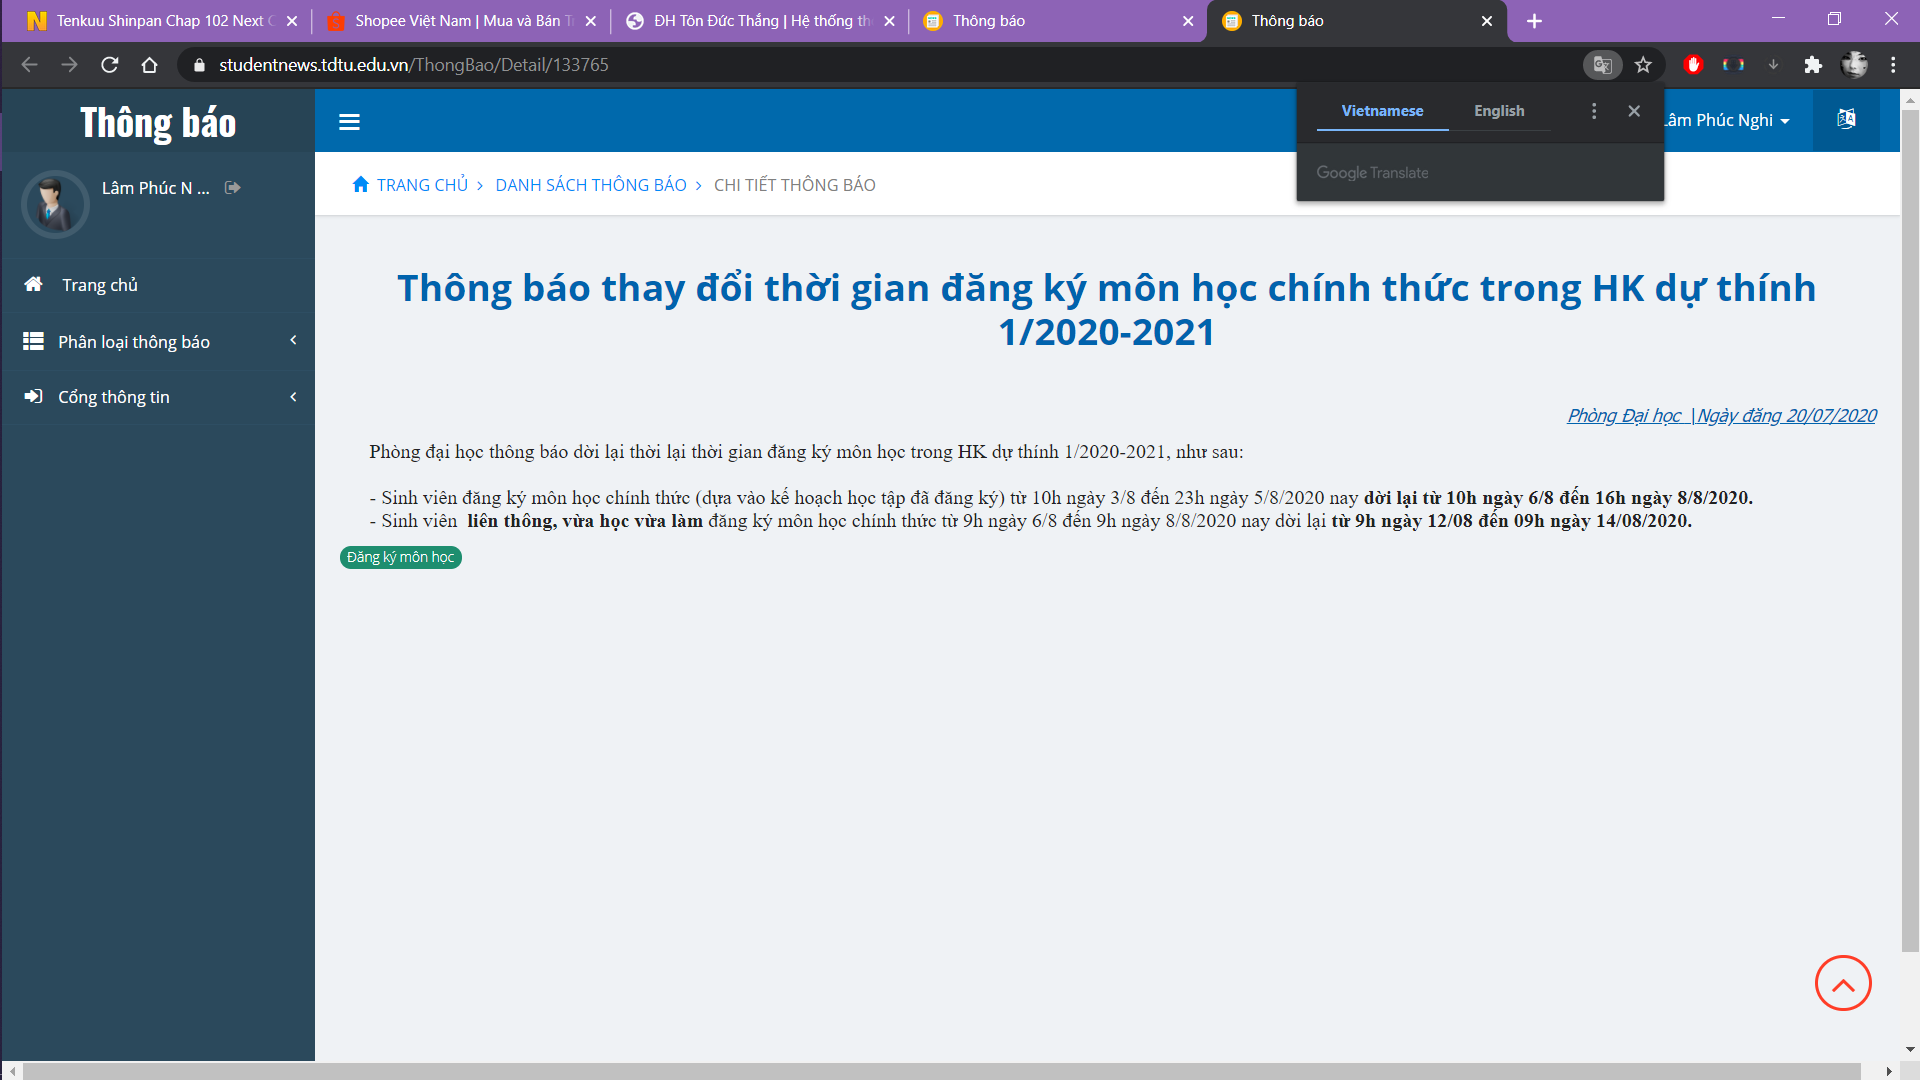 Tenkuu Shinpan Chap 102 Next
Shopee Việt Nam | Mua và Bán
ĐH Tôn Đức Thắng | Hệ thống
Thông báo
Thông báo
studentnews.tdtu.edu.vn/ThongBao/Detail/133765
Vietnamese
English
Google Translate
Thông báo
Lâm Phúc Nghi
Lâm Phúc N ...
TRANG CHỦ
DANH SÁCH THÔNG BÁO
CHI TIẾT THÔNG BÁO
Trang chủ
Phân loại thông báo
Cổng thông tin
Thông báo thay đổi thời gian đăng ký môn học chính thức trong HK dự thính
1/2020-2021
Phòng Đại học |Ngày đăng 20/07/2020
Phòng đại học thông báo dời lại thời lại thời gian đăng ký môn học trong HK dự thính 1/2020-2021, như sau:
- Sinh viên đăng ký môn học chính thức (dựa vào kế hoạch học tập đã đăng ký) từ 10h ngày 3/8 đến 23h ngày 5/8/2020 nay dời lại từ 10h ngày 6/8 đến 16h ngày 8/8/2020.
- Sinh viên liên thông, vừa học vừa làm đăng ký môn học chính thức từ 9h ngày 6/8 đến 9h ngày 8/8/2020 nay dời lại từ 9h ngày 12/08 đến 09h ngày 14/08/2020.
Đăng ký môn học